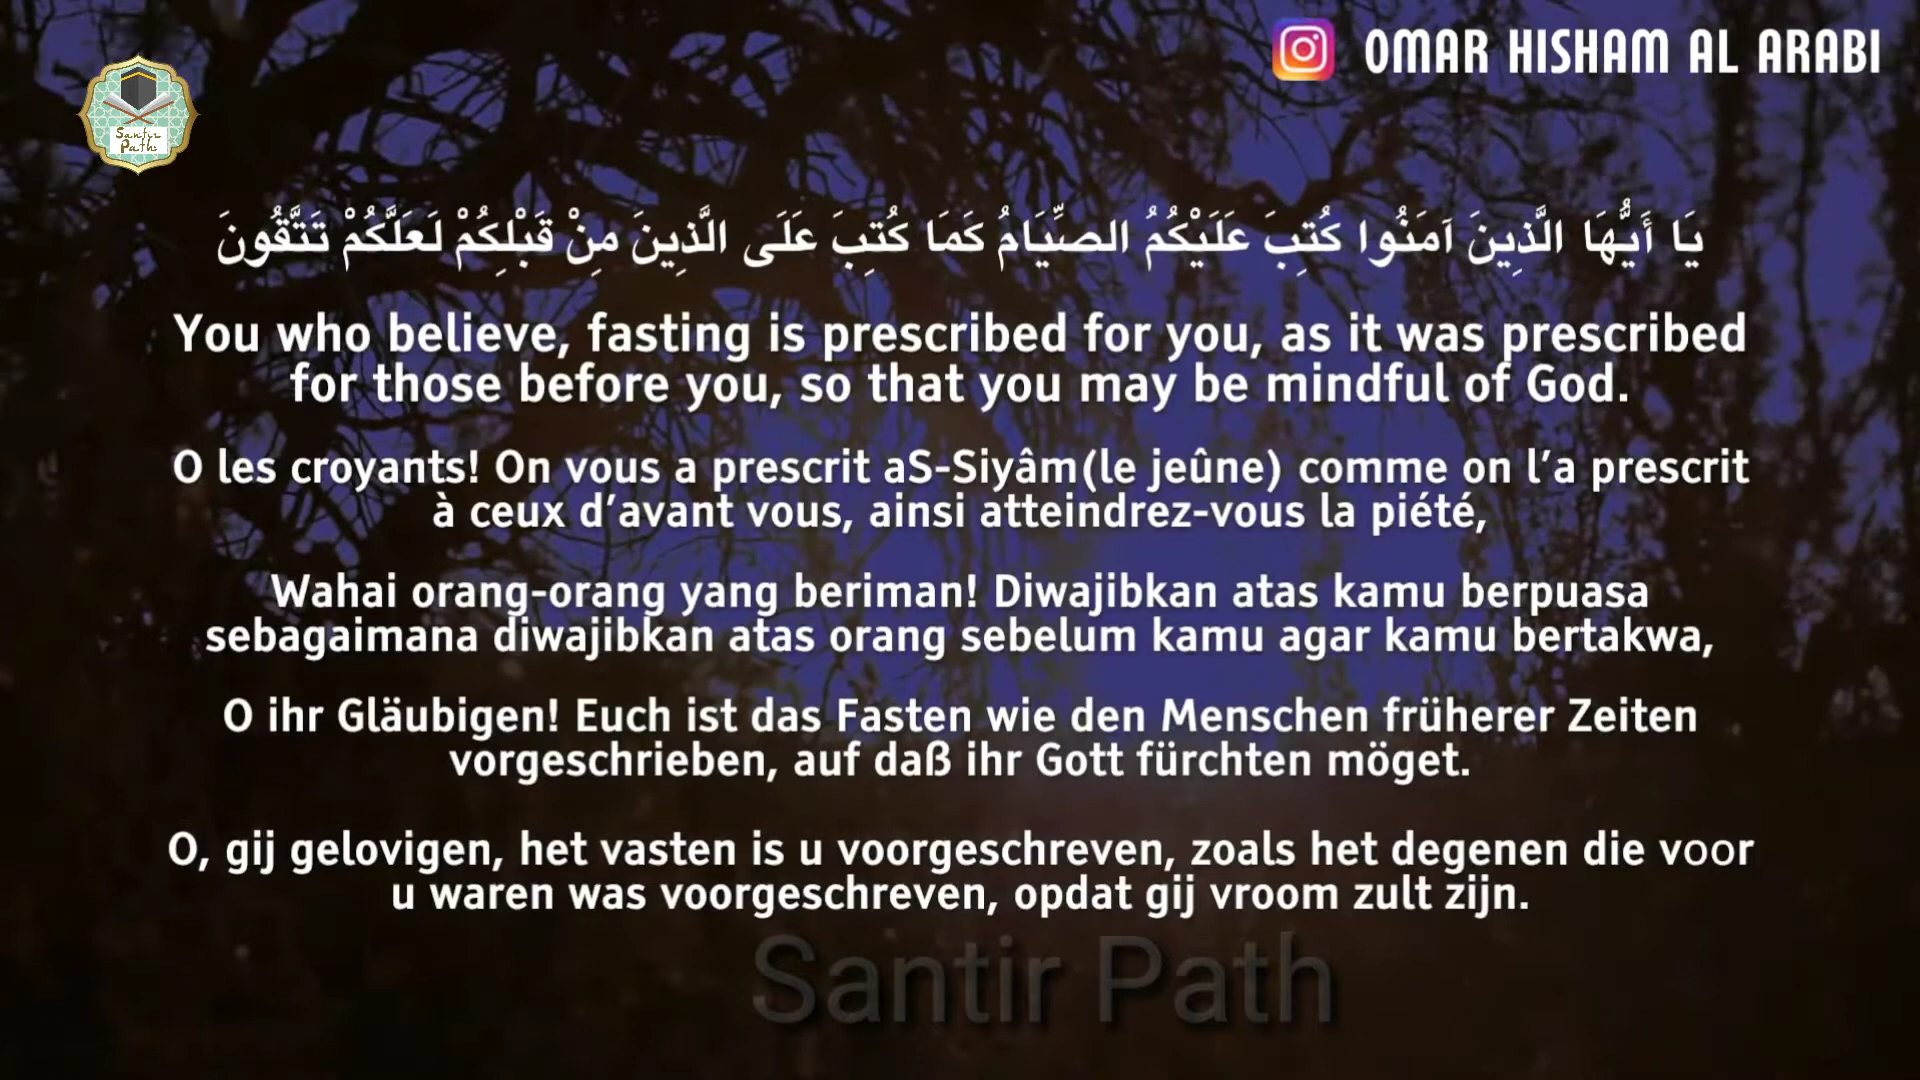 OMAR HISHAM AL ARABI
Santir
Path
يَا أَيُّهَا الَّذِينَ آمَنُوا كُتِبَ عَلَيْكُمُ الصِّيَامُ كَمَا كُتِبَ عَلَى الَّذِينَ مِنْ قَبْلِكُمْ لَعَلَّكُمْ تَتَّقُونَ
You who believe, fasting is prescribed for you, as it was prescribed
for those before you, so that you may be mindful of God.
O les croyants! On vous a prescrit aS-Siyâm(le jeûne) comme on l’a prescrit
à ceux d’avant vous, ainsi atteindrez-vous la piété,
Wahai orang-orang yang beriman! Diwajibkan atas kamu berpuasa
sebagaimana diwajibkan atas orang sebelum kamu agar kamu bertakwa,
O ihr Gläubigen! Euch ist das Fasten wie den Menschen früherer Zeiten
vorgeschrieben, auf daß ihr Gott fürchten möget.
O, gij gelovigen, het vasten is u voorgeschreven, zoals het degenen die voor
u waren was voorgeschreven, opdat gij vroom zult zijn.
Santir Path